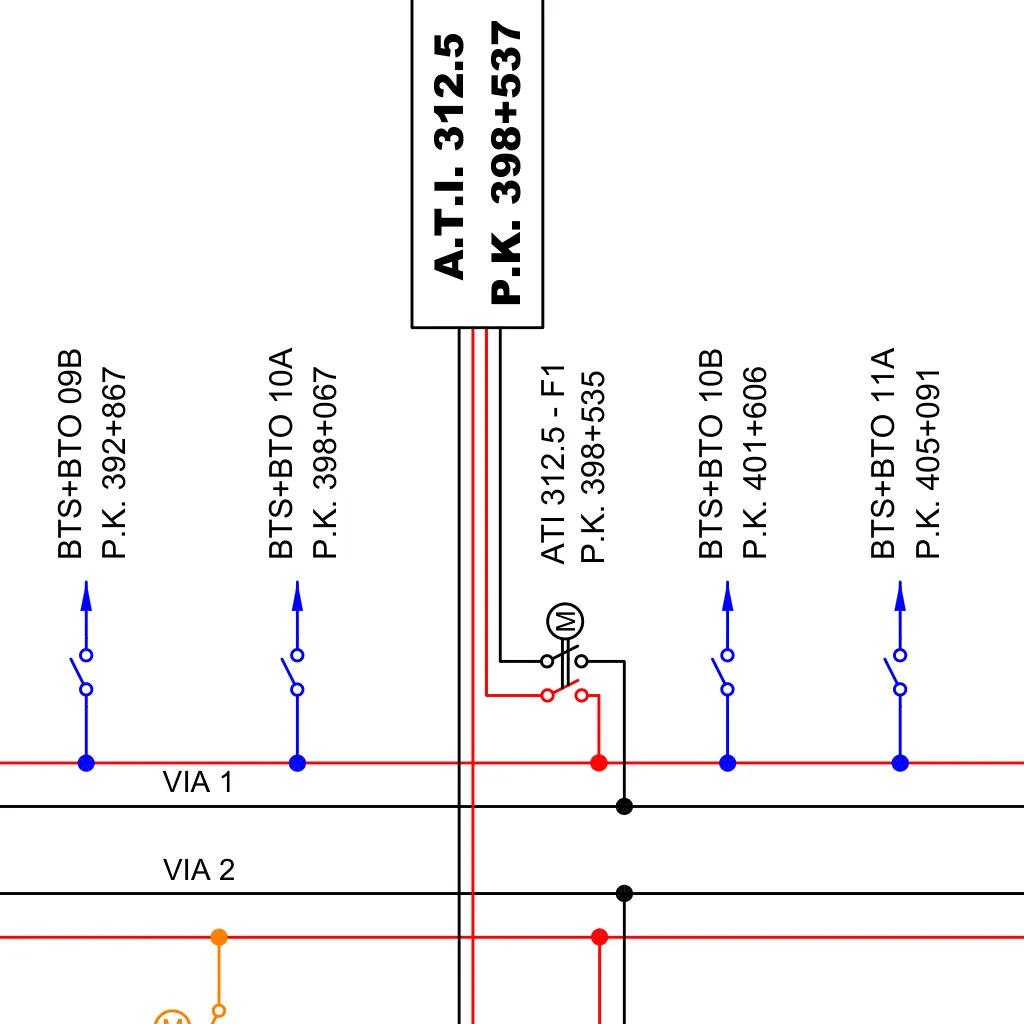 A.T.I. 312.5
P.K. 398+537
BTS+BTO 09B
P.K. 392+867
BTS+BTO 10A
P.K. 398+067
ATI 312.5 - F1
P.K. 398+535
BTS+BTO 10B
P.K. 401+606
BTS+BTO 11A
P.K. 405+091
M
VIA 1
VIA 2
M